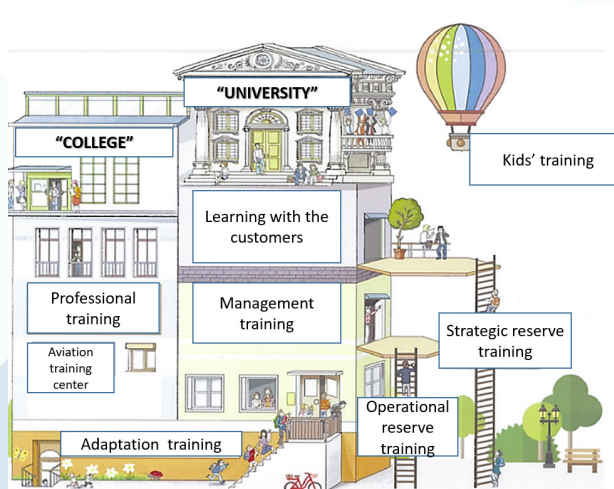 “UNIVERSITY”
“COLLEGE”
Kids’ training
Learning with the
customers
Professional
training
Management
training
Strategic reserve
training
Aviation
training
center
Operational
reserve
training
Adaptation training